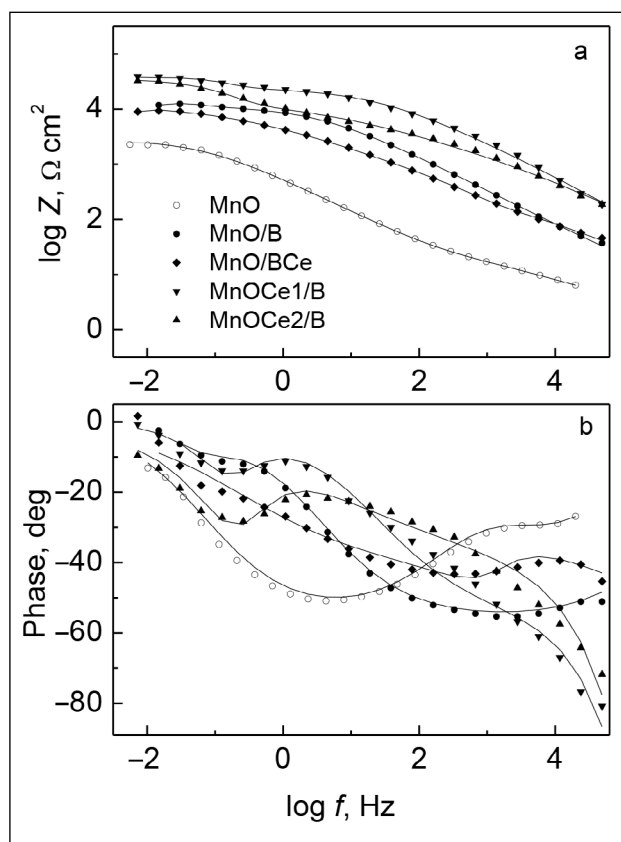 a
log Z, Ω cm²
4
2
0
MnO
MnO/B
MnO/BCe
MnOCe1/B
MnOCe2/B
−2 0 2 4
b
Phase, deg
0
−20
−40
−60
−80
−2 0 2 4
log f, Hz